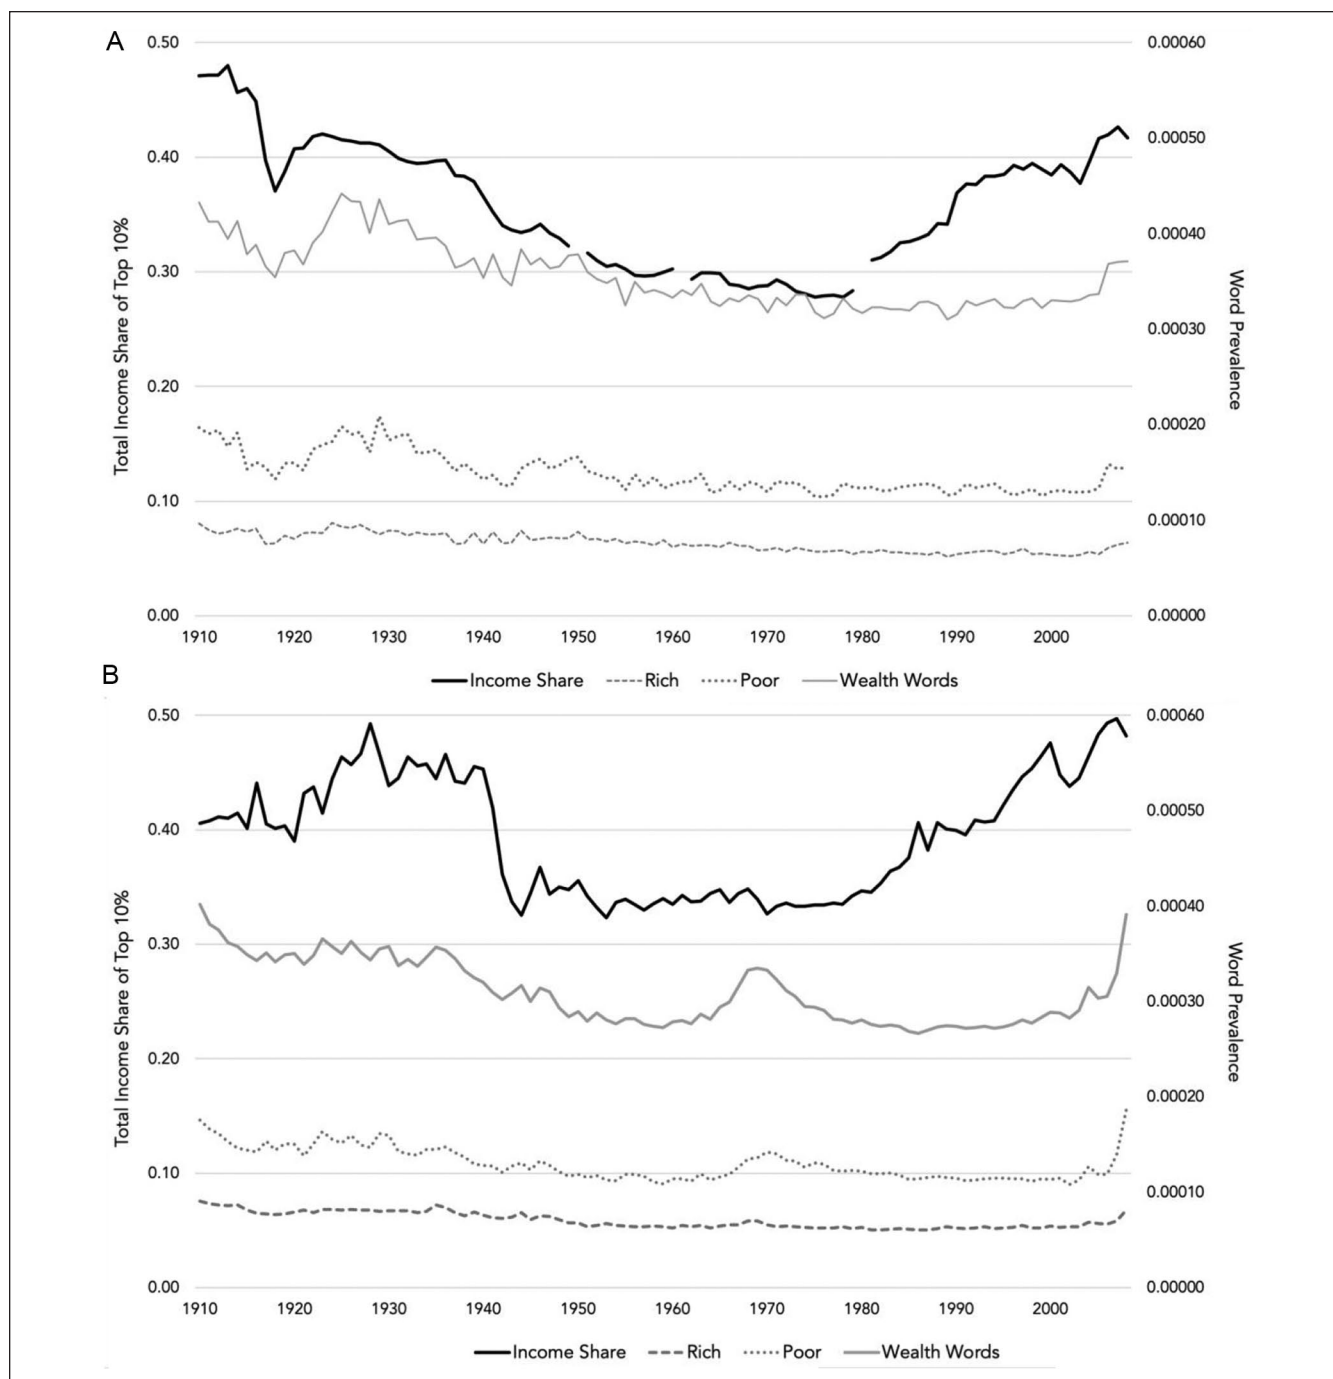 A
0.50
0.40
0.30
0.20
0.10
0.00
Total Income Share of Top 10%
0.00060
0.00050
0.00040
0.00030
0.00020
0.00010
0.00000
Word Prevalence
1910 1920 1930 1940 1950 1960 1970 1980 1990 2000
Income Share Rich Poor Wealth Words
B
0.50
0.40
0.30
0.20
0.10
0.00
Total Income Share of Top 10%
0.00060
0.00050
0.00040
0.00030
0.00020
0.00010
0.00000
Word Prevalence
1910 1920 1930 1940 1950 1960 1970 1980 1990 2000
Income Share Rich Poor Wealth Words